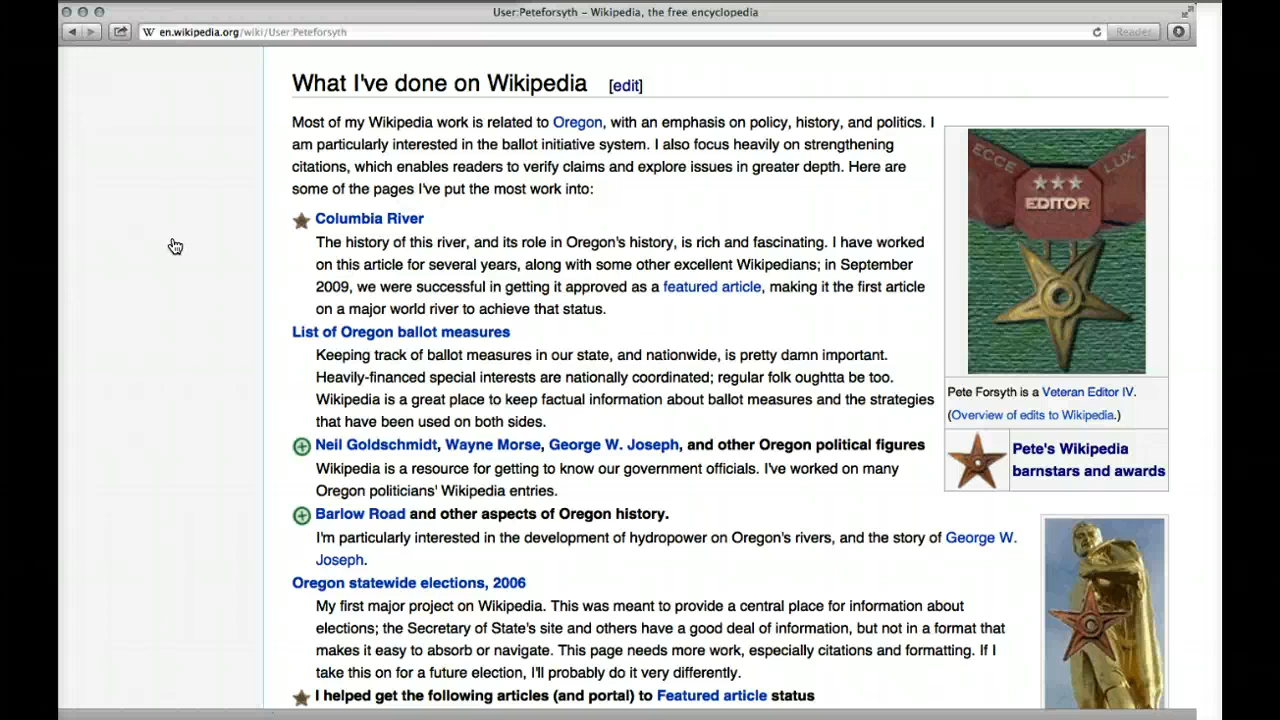 User:Peteforsyth – Wikipedia, the free encyclopedia
W en.wikipedia.org/wiki/User:Peteforsyth
Reader
What I've done on Wikipedia [edit]
Most of my Wikipedia work is related to Oregon, with an emphasis on policy, history, and politics. I
am particularly interested in the ballot initiative system. I also focus heavily on strengthening
citations, which enables readers to verify claims and explore issues in greater depth. Here are
some of the pages I've put the most work into:
Columbia River
The history of this river, and its role in Oregon's history, is rich and fascinating. I have worked
on this article for several years, along with some other excellent Wikipedians; in September
2009, we were successful in getting it approved as a featured article, making it the first article
on a major world river to achieve that status.
List of Oregon ballot measures
Keeping track of ballot measures in our state, and nationwide, is pretty damn important.
Heavily-financed special interests are nationally coordinated; regular folk oughtta be too.
Wikipedia is a great place to keep factual information about ballot measures and the strategies
that have been used on both sides.
Neil Goldschmidt, Wayne Morse, George W. Joseph, and other Oregon political figures
Wikipedia is a resource for getting to know our government officials. I've worked on many
Oregon politicians' Wikipedia entries.
Barlow Road and other aspects of Oregon history.
I'm particularly interested in the development of hydropower on Oregon's rivers, and the story of George W.
Joseph.
Oregon statewide elections, 2006
My first major project on Wikipedia. This was meant to provide a central place for information about
elections; the Secretary of State's site and others have a good deal of information, but not in a format that
makes it easy to absorb or navigate. This page needs more work, especially citations and formatting. If I
take this on for a future election, I'll probably do it very differently.
I helped get the following articles (and portal) to Featured article status
ECCE LUX
EDITOR
Pete Forsyth is a Veteran Editor IV.
(Overview of edits to Wikipedia.)
Pete's Wikipedia
barnstars and awards